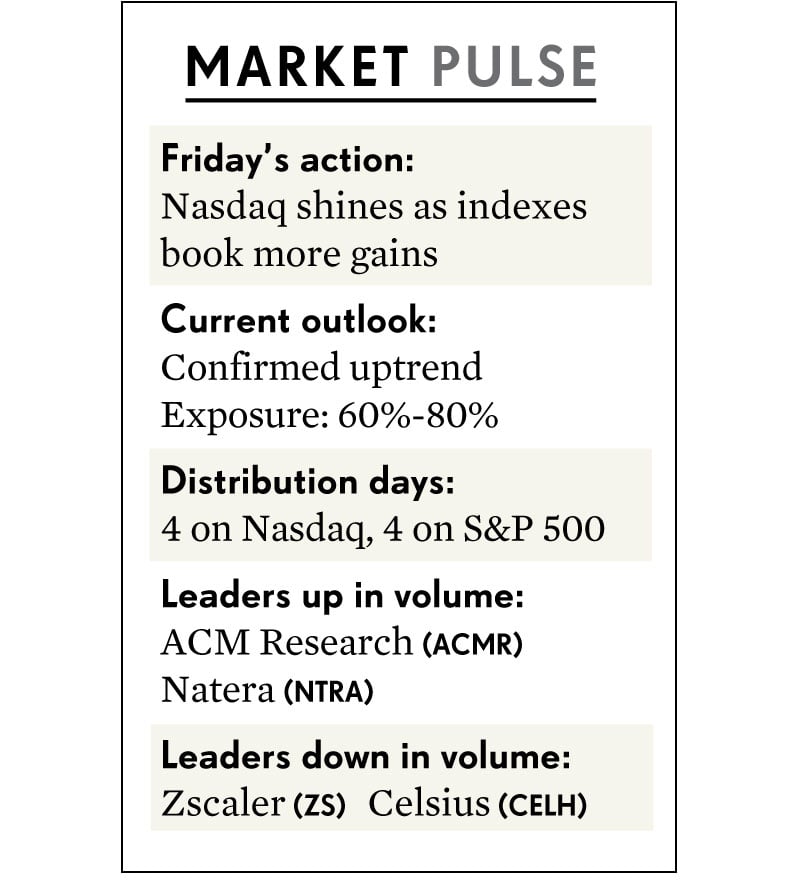 MARKET PULSE
Friday’s action:
Nasdaq shines as indexes
book more gains
Current outlook:
Confirmed uptrend
Exposure: 60%-80%
Distribution days:
4 on Nasdaq, 4 on S&P 500
Leaders up in volume:
ACM Research (ACMR)
Natera (NTRA)
Leaders down in volume:
Zscaler (ZS) Celsius (CELH)